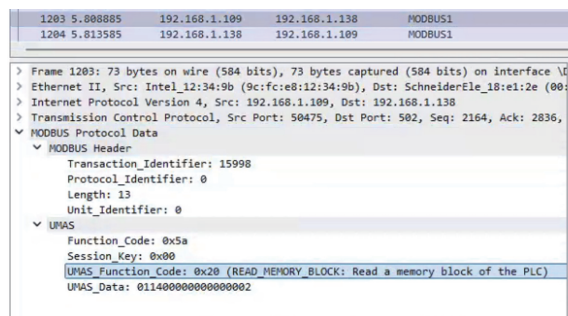 1203 5.808885 192.168.1.109 192.168.1.138 MODBUS1
1204 5.813585 192.168.1.138 192.168.1.109 MODBUS1
> Frame 1203: 73 bytes on wire (584 bits), 73 bytes captured (584 bits) on interface \D
> Ethernet II, Src: Intel_12:34:9b (9c:fc:e8:12:34:9b), Dst: SchneiderEle_18:e1:2e (00:
> Internet Protocol Version 4, Src: 192.168.1.109, Dst: 192.168.1.138
> Transmission Control Protocol, Src Port: 50475, Dst Port: 502, Seq: 2164, Ack: 2836,
MODBUS Protocol Data
MODBUS Header
Transaction_Identifier: 15998
Protocol_Identifier: 0
Length: 13
Unit_Identifier: 0
UMAS
Function_Code: 0x5a
Session_Key: 0x00
UMAS_Function_Code: 0x20 (READ_MEMORY_BLOCK: Read a memory block of the PLC)
UMAS_Data: 011400000000000002